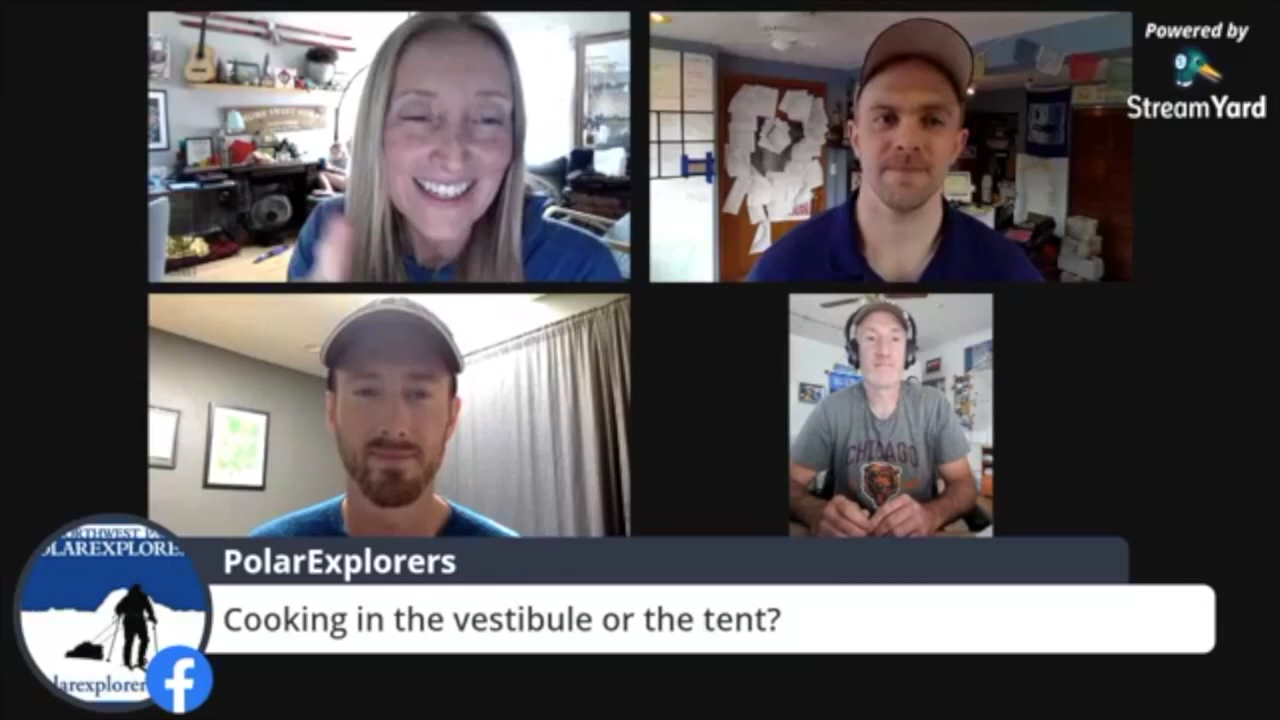 Powered by
StreamYard
CHICAGO
PolarExplorers
Cooking in the vestibule or the tent?